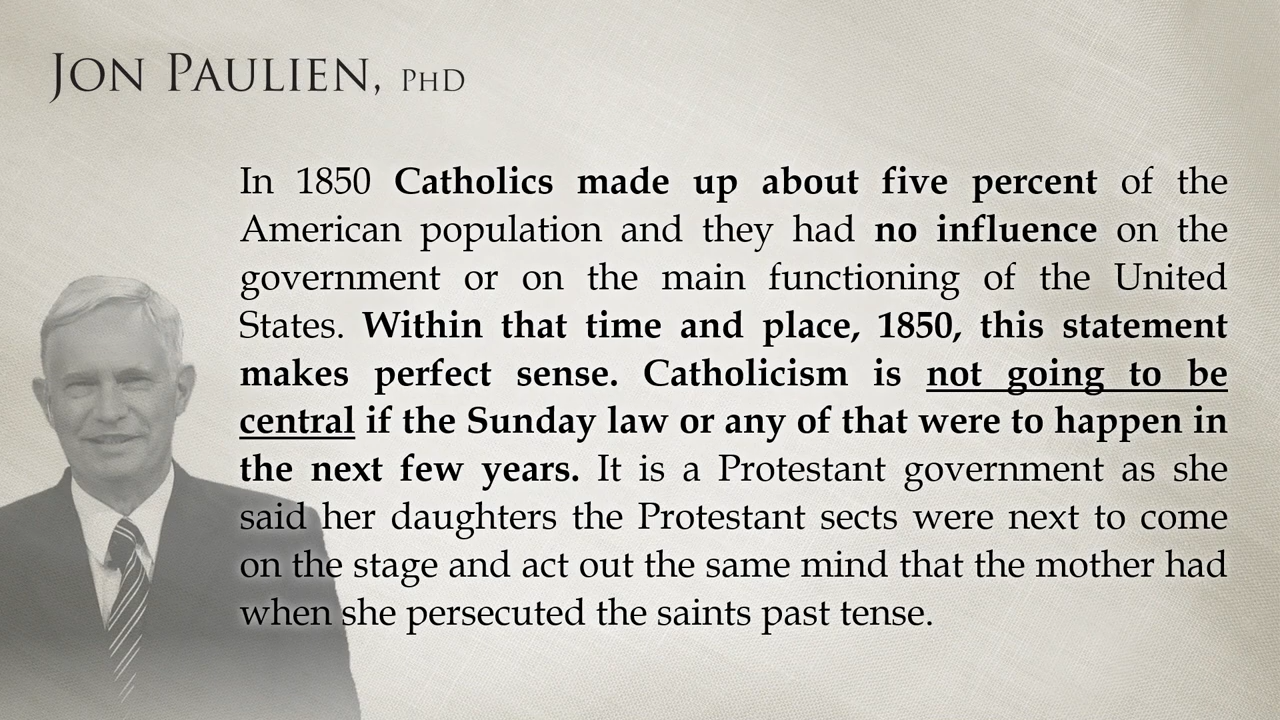 JON PAULIEN, PHD
In 1850 Catholics made up about five percent of the
American population and they had no influence on the
government or on the main functioning of the United
States. Within that time and place, 1850, this statement
makes perfect sense. Catholicism is not going to be
central if the Sunday law or any of that were to happen in
the next few years. It is a Protestant government as she
said her daughters the Protestant sects were next to come
on the stage and act out the same mind that the mother had
when she persecuted the saints past tense.